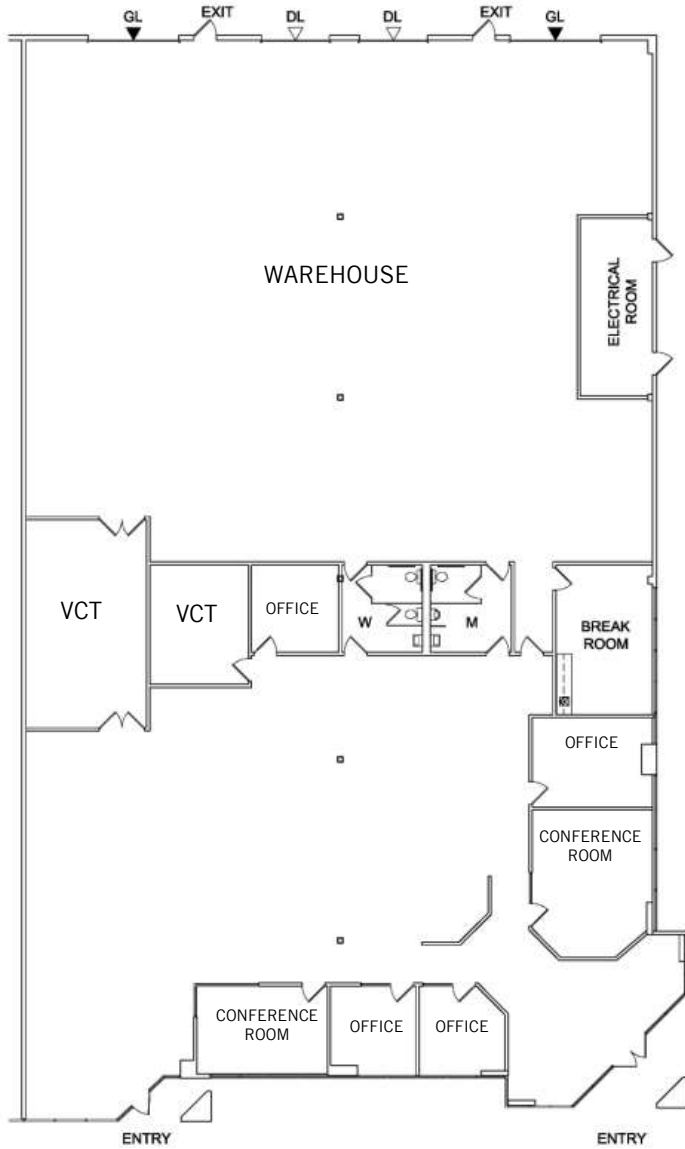 GL
EXIT
DL
DL
EXIT
GL
WAREHOUSE
ELECTRICAL
ROOM
VCT
VCT
OFFICE
W
M
BREAK
ROOM
OFFICE
CONFERENCE
ROOM
CONFERENCE
ROOM
OFFICE
OFFICE
ENTRY
ENTRY